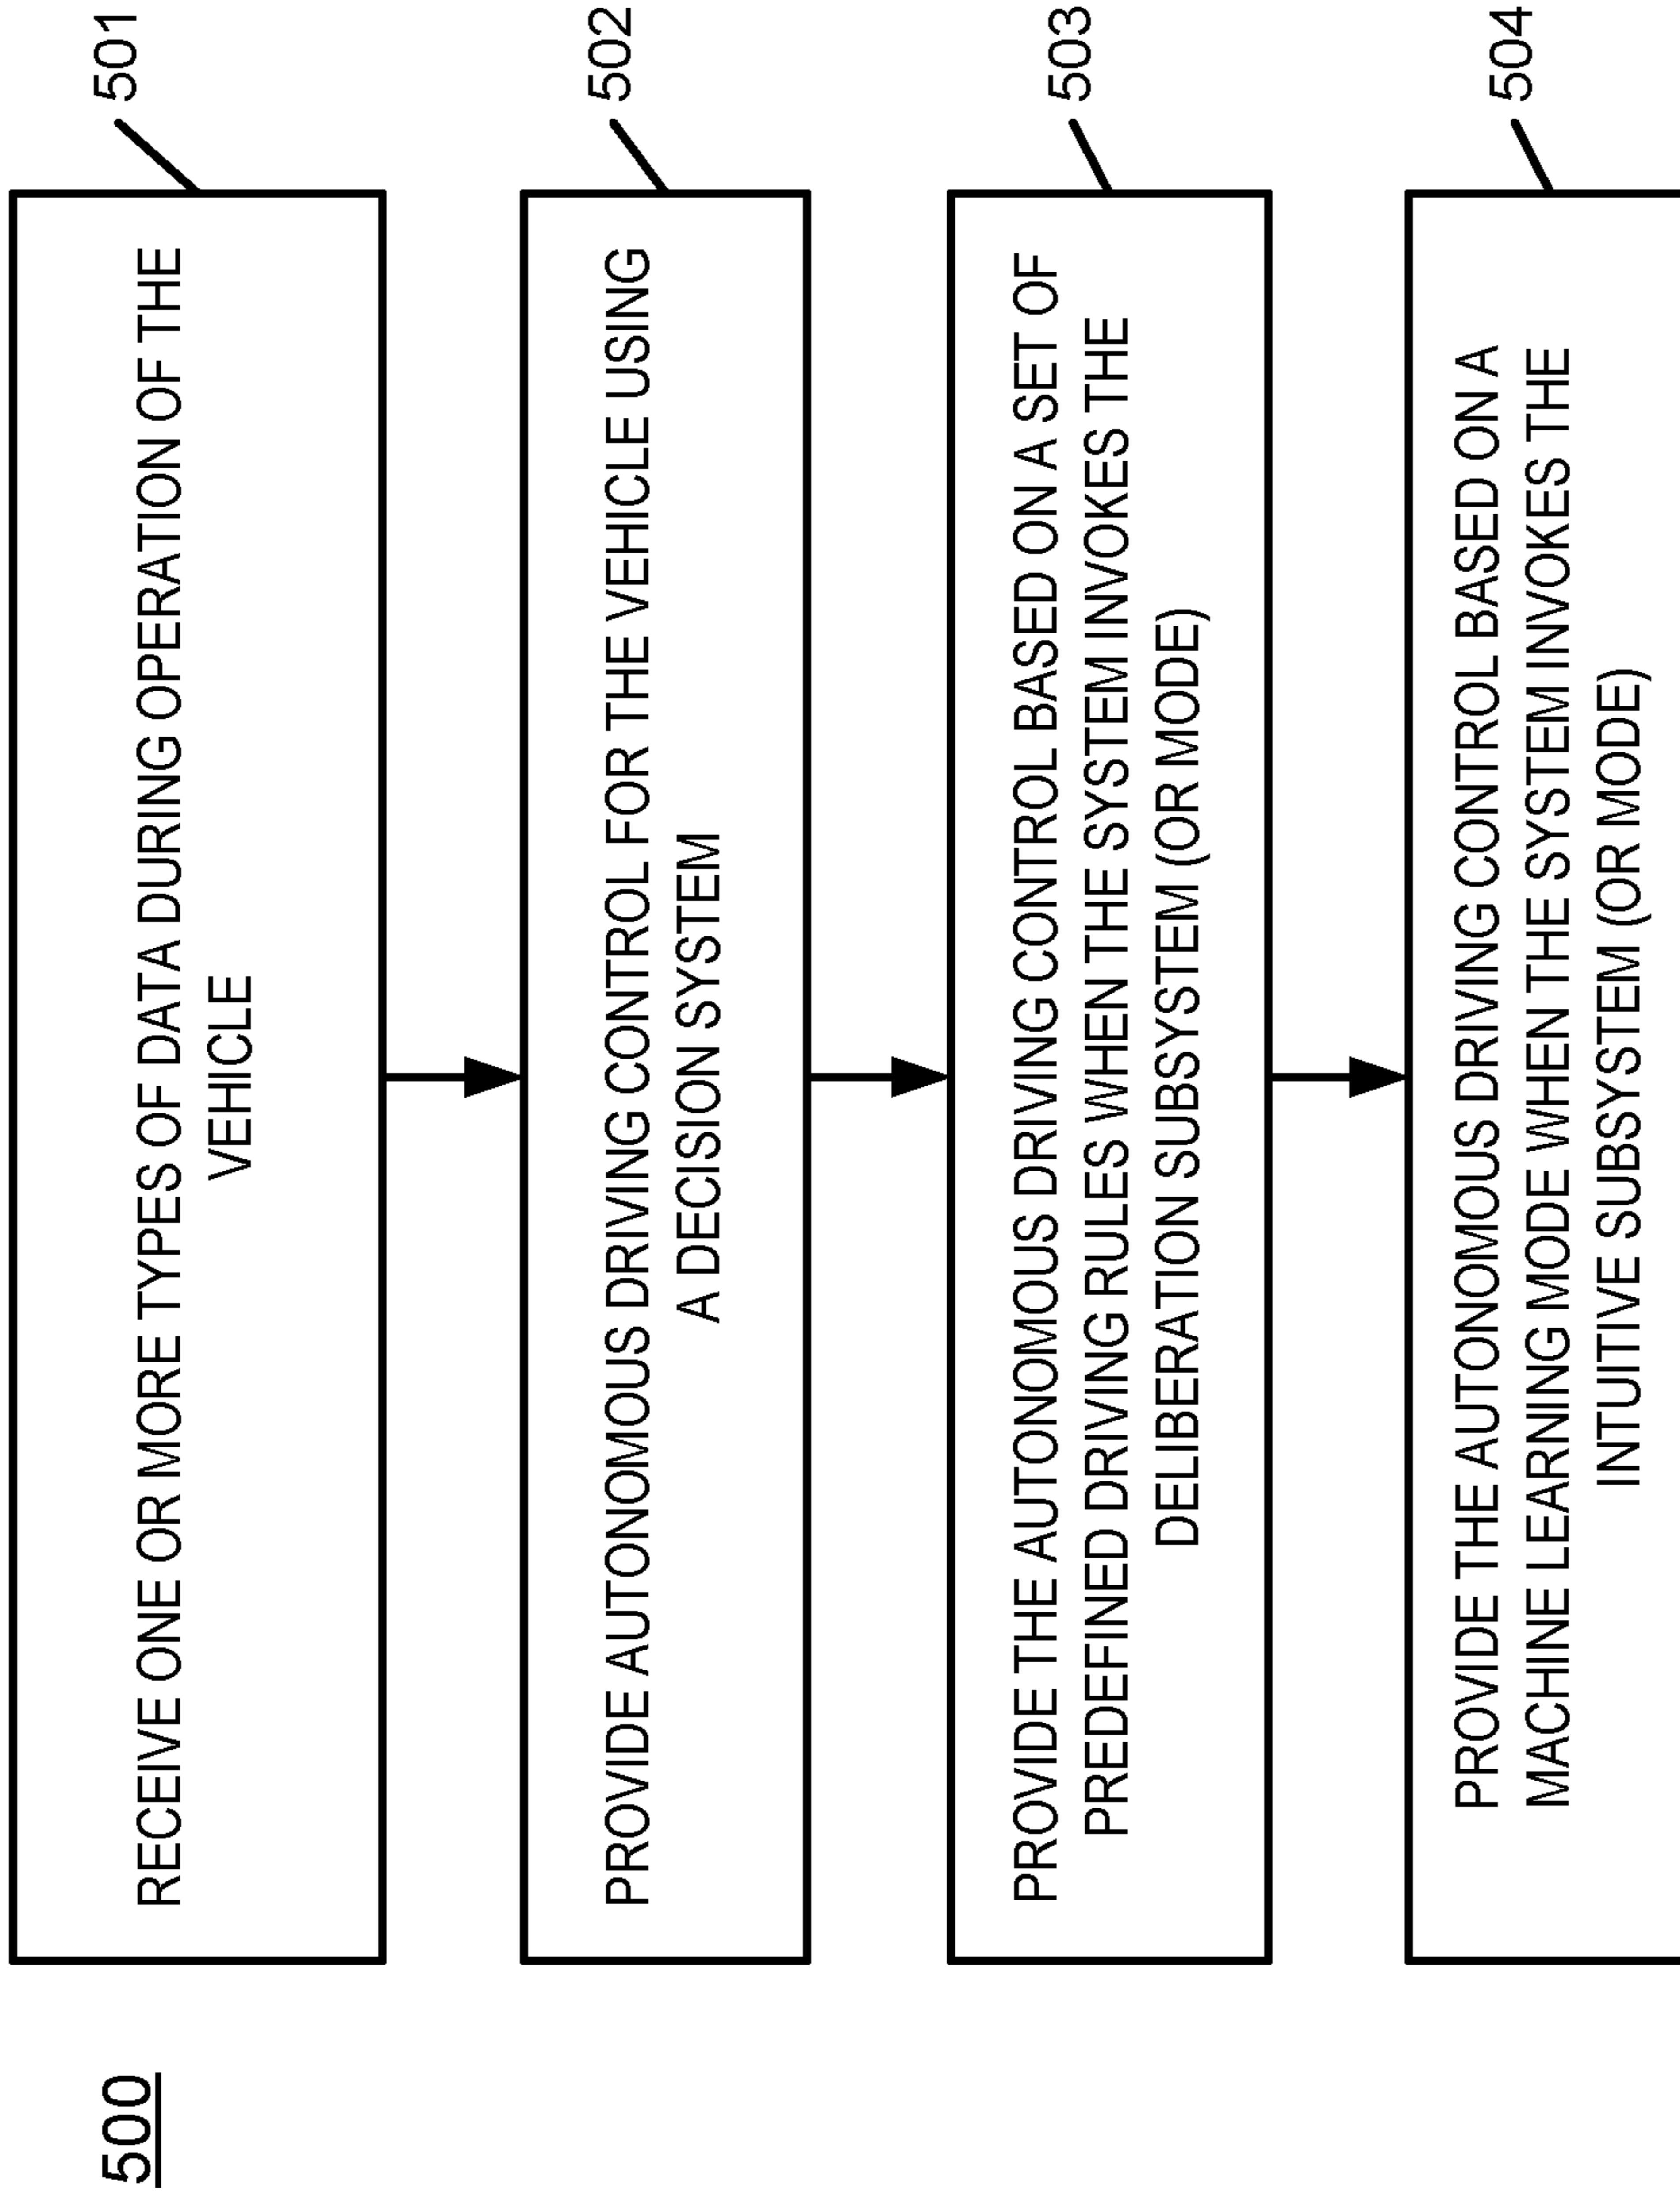 500
RECEIVE ONE OR MORE TYPES OF DATA DURING OPERATION OF THE
VEHICLE
501
PROVIDE AUTONOMOUS DRIVING CONTROL FOR THE VEHICLE USING
A DECISION SYSTEM
502
PROVIDE THE AUTONOMOUS DRIVING CONTROL BASED ON A SET OF
PREDEFINED DRIVING RULES WHEN THE SYSTEM INVOKES THE
DELIBERATION SUBSYSTEM (OR MODE)
503
PROVIDE THE AUTONOMOUS DRIVING CONTROL BASED ON A
MACHINE LEARNING MODE WHEN THE SYSTEM INVOKES THE
INTUITIVE SUBSYSTEM (OR MODE)
504